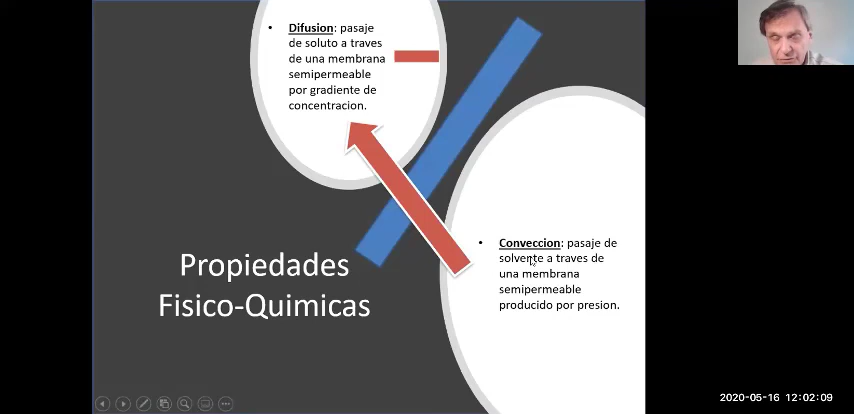 • Difusion: pasaje
de soluto a traves
de una membrana
semipermeable
por gradiente de
concentracion.
• Conveccion: pasaje de
solvente a traves de
una membrana
semipermeable
producido por presion.
Propiedades
Fisico-Quimicas
2020-05-16 12:02:09